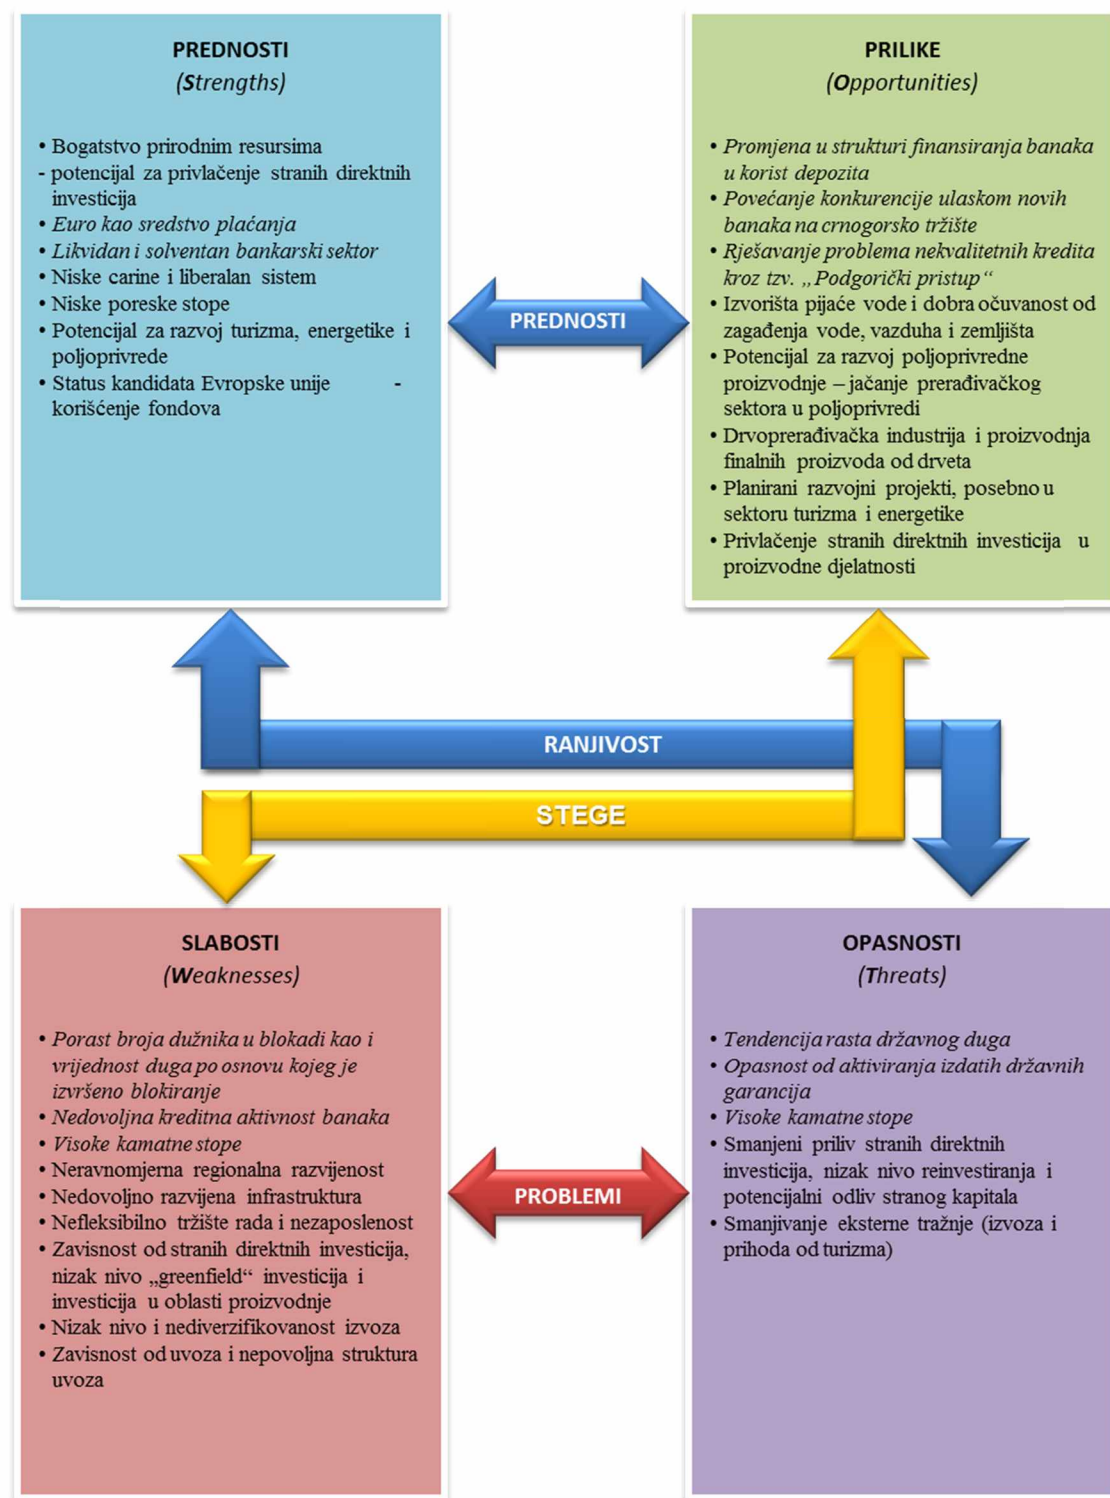 PREDNOSTI
(Strengths)
• Bogatstvo prirodnim resursima
- potencijal za privlačenje stranih direktnih
investicija
• Euro kao sredstvo plaćanja
• Likvidan i solventan bankarski sektor
• Niske carine i liberalan sistem
• Niske poreske stope
• Potencijal za razvoj turizma, energetike i
poljoprivrede
• Status kandidata Evropske unije -
korišćenje fondova
PREDNOSTI
PRILIKE
(Opportunities)
• Promjena u strukturi finansiranja banaka
u korist depozita
• Povećanje konkurencije ulaskom novih
banaka na crnogorsko tržište
• Rješavanje problema nekvalitetnih kredita
kroz tzv. „Podgorički pristup“
• Izvorišta pijaće vode i dobra očuvanost od
zagađenja vode, vazduha i zemljišta
• Potencijal za razvoj poljoprivredne
proizvodnje – jačanje prerađivačkog
sektora u poljoprivredi
• Drvoprerađivačka industrija i proizvodnja
finalnih proizvoda od drveta
• Planirani razvojni projekti, posebno u
sektoru turizma i energetike
• Privlačenje stranih direktnih investicija u
proizvodne djelatnosti
RANJIVOST
STEGE
SLABOSTI
(Weaknesses)
• Porast broja dužnika u blokadi kao i
vrijednost duga po osnovu kojeg je
izvršeno blokiranje
• Nedovoljna kreditna aktivnost banaka
• Visoke kamatne stope
• Neravnomjerna regionalna razvijenost
• Nedovoljno razvijena infrastruktura
• Nefleksibilno tržište rada i nezaposlenost
• Zavisnost od stranih direktnih investicija,
nizak nivo „greenfield“ investicija i
investicija u oblasti proizvodnje
• Nizak nivo i nediverzifikovanost izvoza
• Zavisnost od uvoza i nepovoljna struktura
uvoza
PROBLEMI
OPASNOSTI
(Threats)
• Tendencija rasta državnog duga
• Opasnost od aktiviranja izdatih državnih
garancija
• Visoke kamatne stope
• Smanjeni priliv stranih direktnih
investicija, nizak nivo reinvestiranja i
potencijalni odliv stranog kapitala
• Smanjivanje eksterne tražnje (izvoza i
prihoda od turizma)